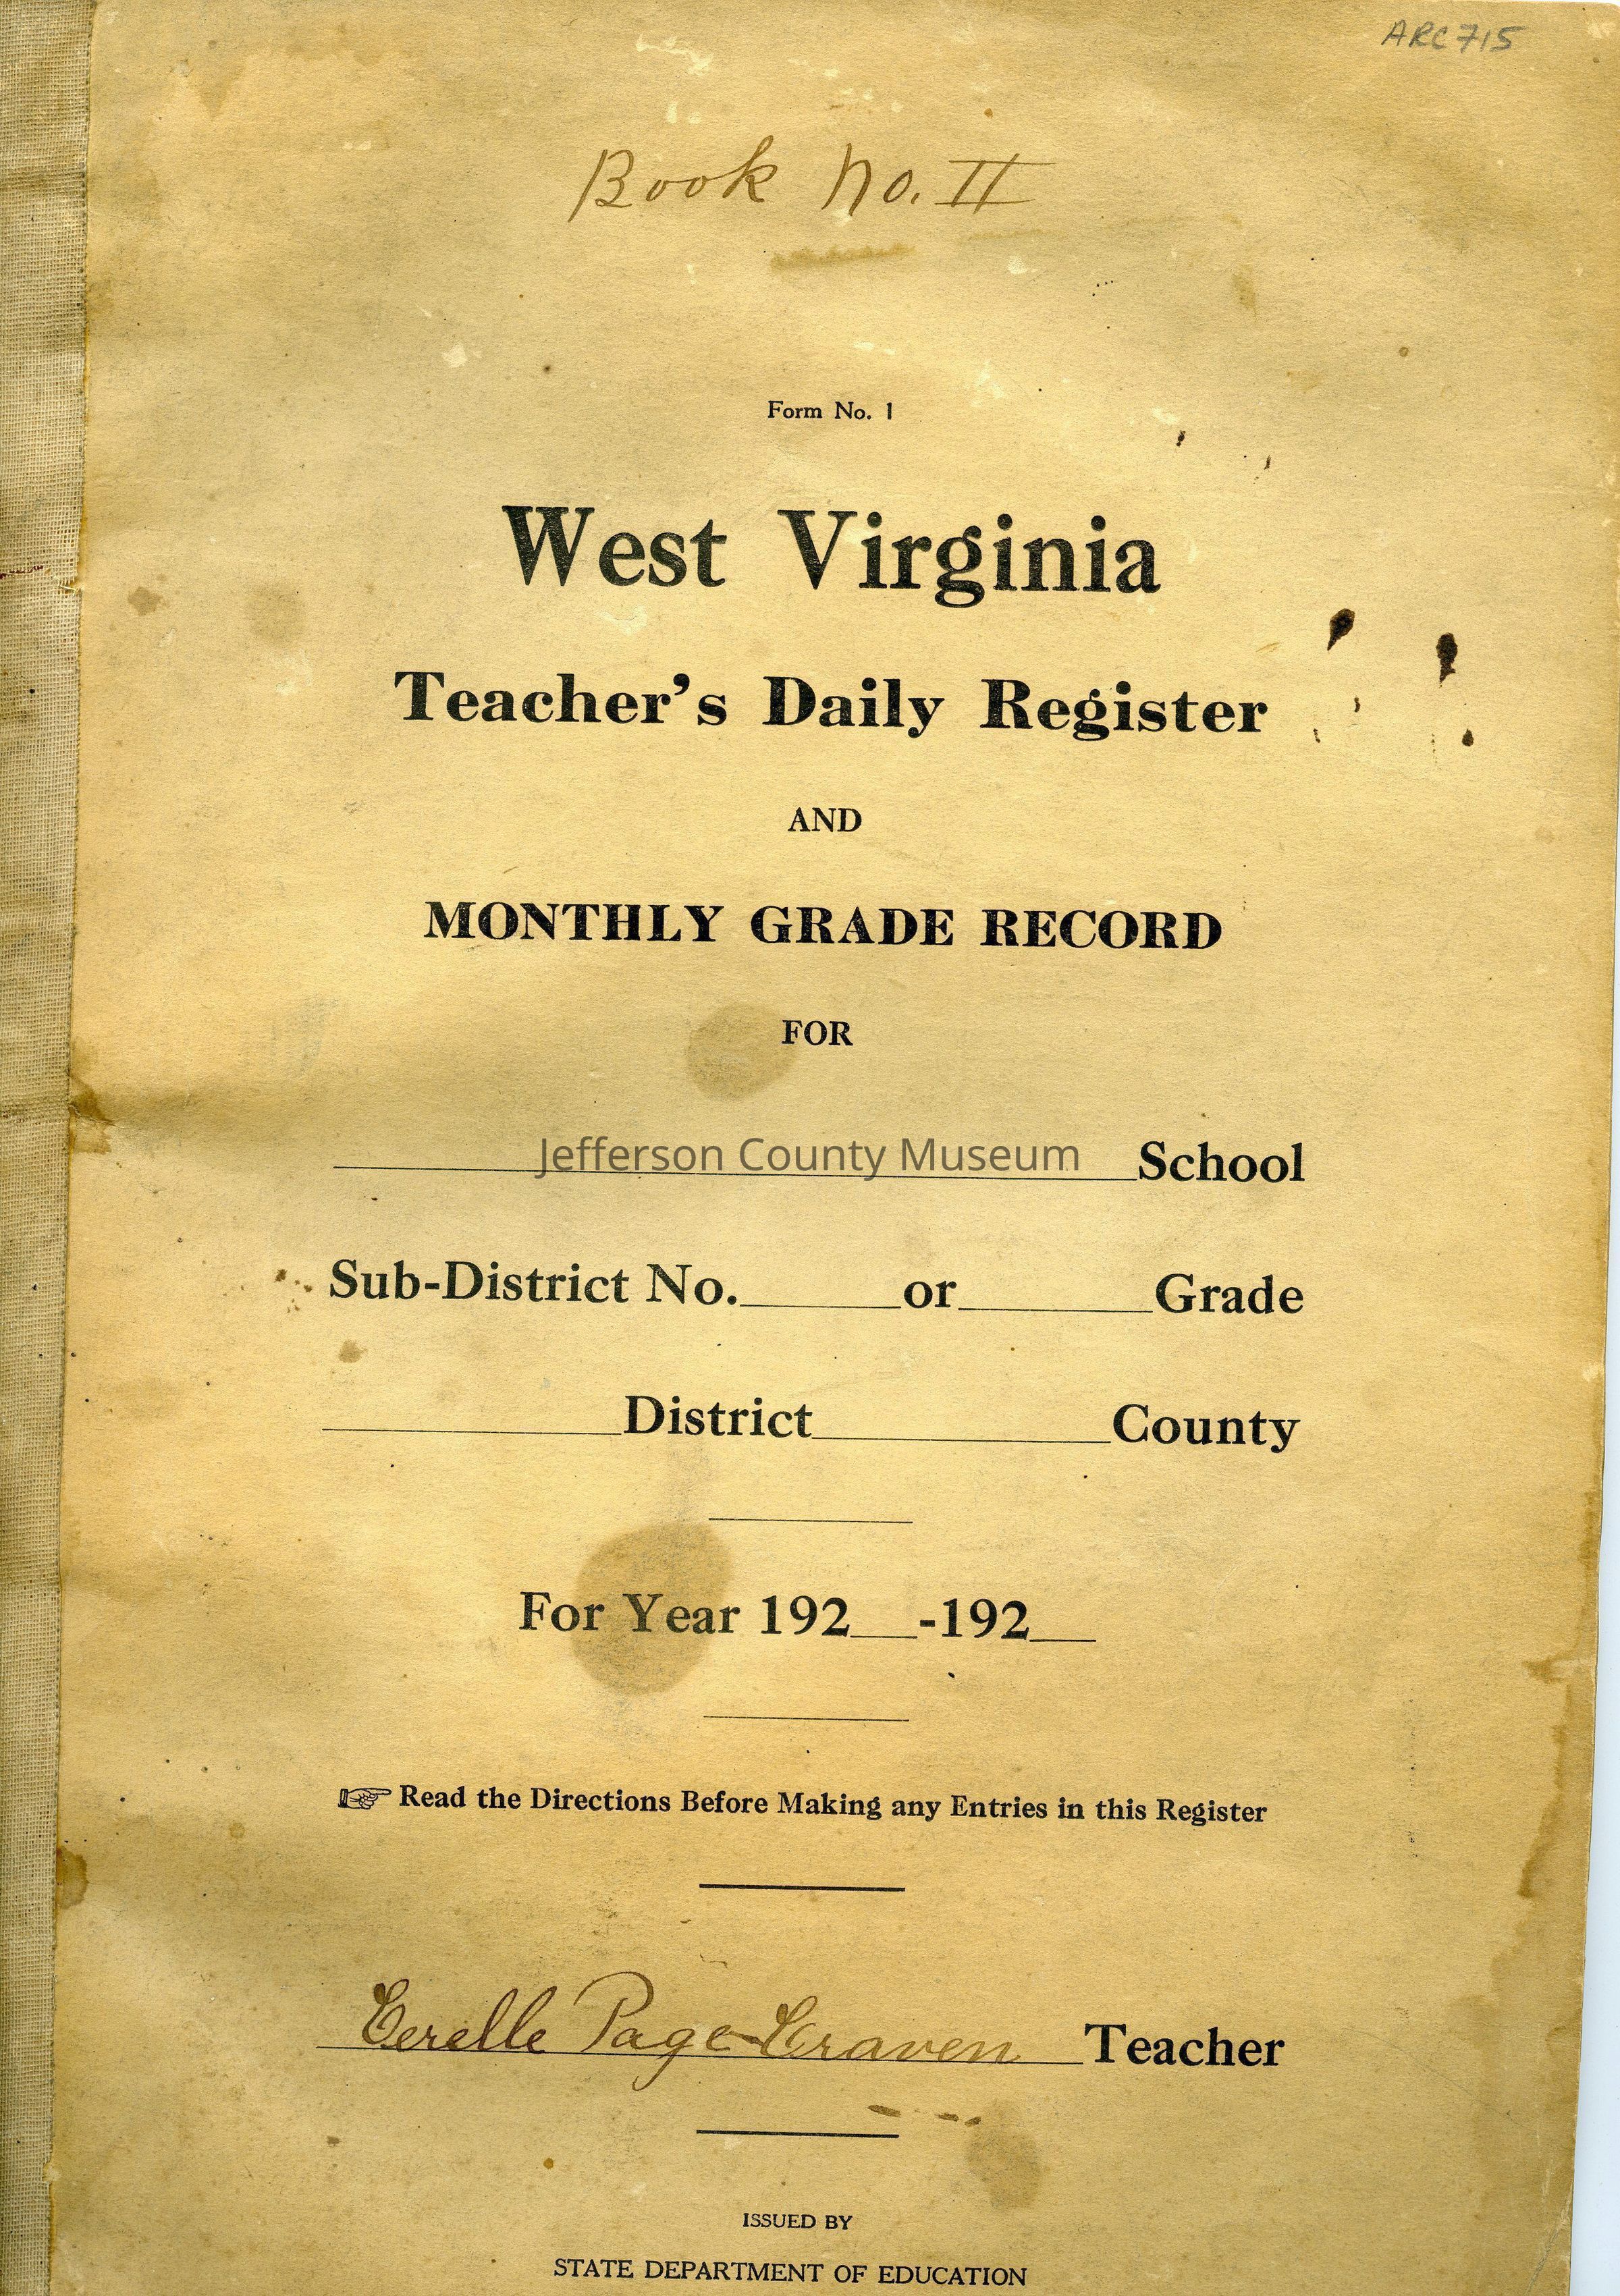 ARC715
Book No. II
Form No. 1
West Virginia
Teacher's Daily Register
AND
MONTHLY GRADE RECORD
FOR
Jefferson County Museum
School
Sub-District No. or Grade
District County
For Year 192 -192
☞ Read the Directions Before Making any Entries in this Register
Cerelle Page Craven Teacher
ISSUED BY
STATE DEPARTMENT OF EDUCATION